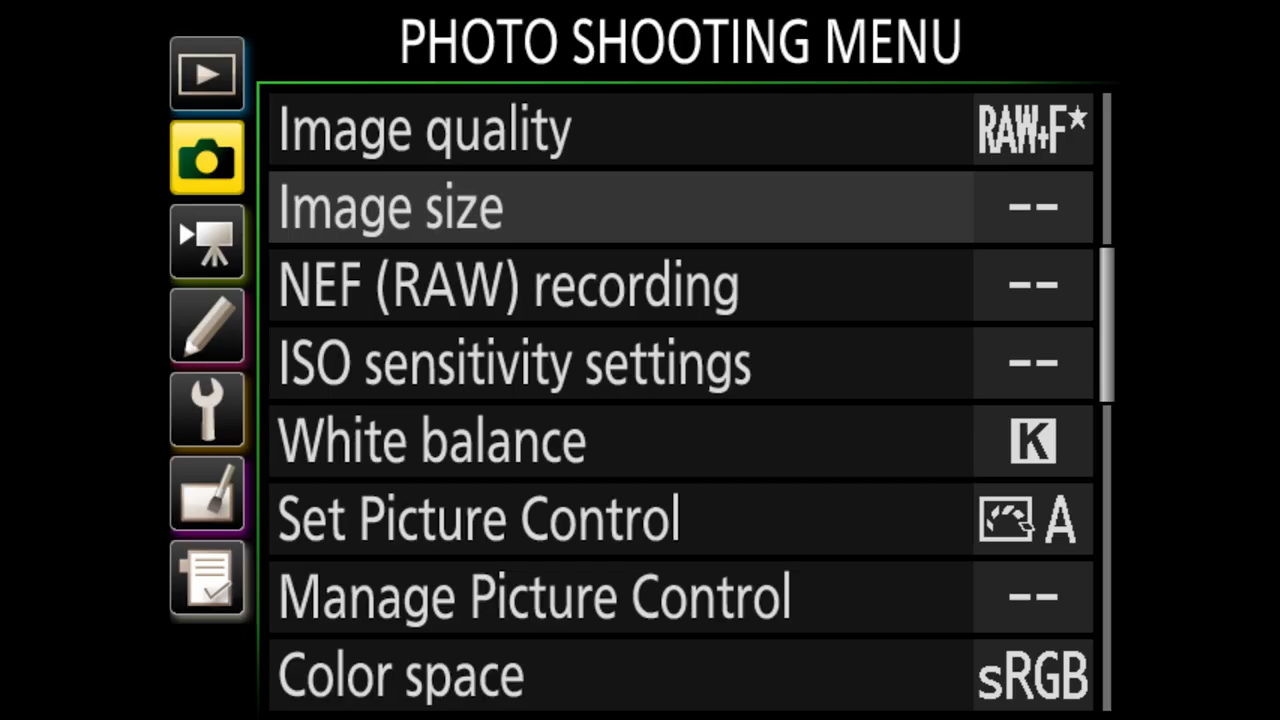 PHOTO SHOOTING MENU
Image quality RAW+F★
Image size --
NEF (RAW) recording --
ISO sensitivity settings --
White balance K
Set Picture Control A
Manage Picture Control --
Color space sRGB